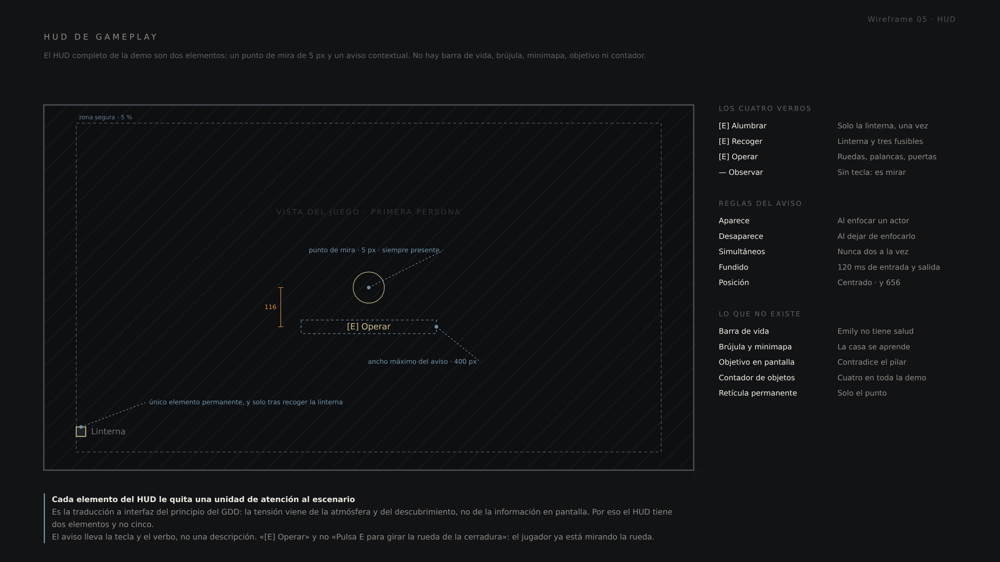 Wireframe 05 · HUD
HUD DE GAMEPLAY
El HUD completo de la demo son dos elementos: un punto de mira de 5 px y un aviso contextual. No hay barra de vida, brújula, minimapa, objetivo ni contador.
zona segura · 5 %
VISTA DEL JUEGO · PRIMERA PERSONA
punto de mira · 5 px · siempre presente
116
[E] Operar
ancho máximo del aviso · 400 px
único elemento permanente, y solo tras recoger la linterna
Linterna
LOS CUATRO VERBOS
[E] Alumbrar Solo la linterna, una vez
[E] Recoger Linterna y tres fusibles
[E] Operar Ruedas, palancas, puertas
— Observar Sin tecla: es mirar
REGLAS DEL AVISO
Aparece Al enfocar un actor
Desaparece Al dejar de enfocarlo
Simultáneos Nunca dos a la vez
Fundido 120 ms de entrada y salida
Posición Centrado · y 656
LO QUE NO EXISTE
Barra de vida Emily no tiene salud
Brújula y minimapa La casa se aprende
Objetivo en pantalla Contradice el pilar
Contador de objetos Cuatro en toda la demo
Retícula permanente Solo el punto
Cada elemento del HUD le quita una unidad de atención al escenario
Es la traducción a interfaz del principio del GDD: la tensión viene de la atmósfera y del descubrimiento, no de la información en pantalla. Por eso el HUD tiene
dos elementos y no cinco.
El aviso lleva la tecla y el verbo, no una descripción. «[E] Operar» y no «Pulsa E para girar la rueda de la cerradura»: el jugador ya está mirando la rueda.